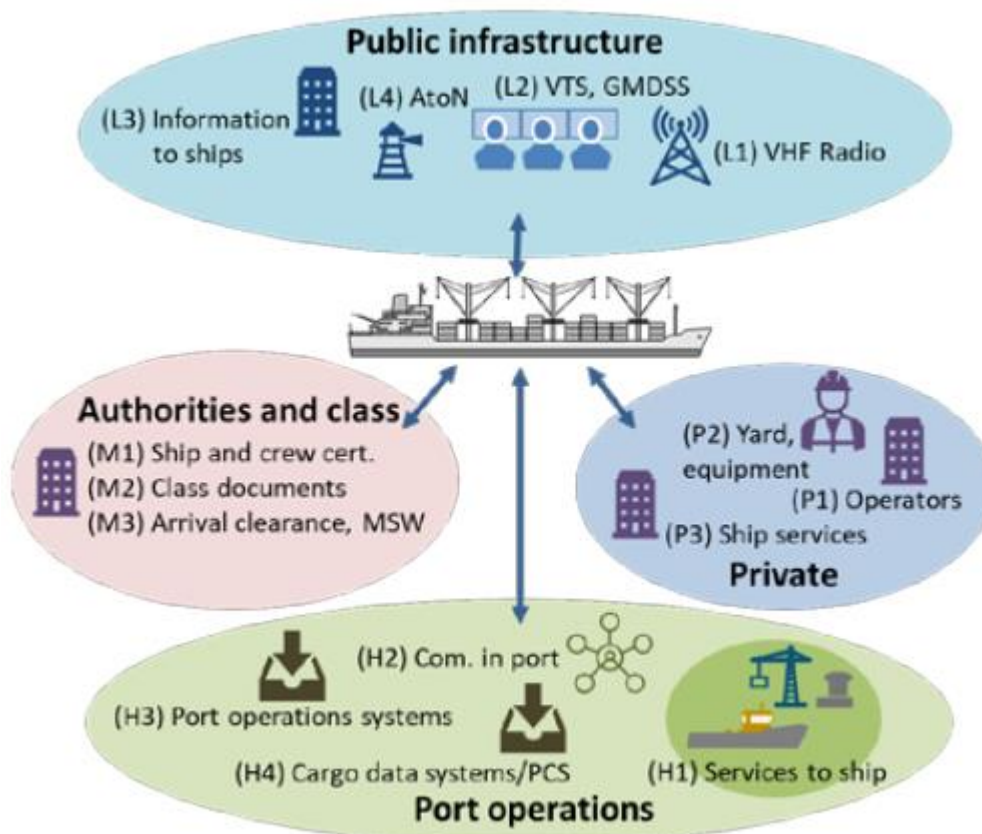 Public infrastructure
(L2) VTS, GMDSS
(L4) AtoN
(L3) Information
to ships
(L1) VHF Radio
Authorities and class
(M1) Ship and crew cert.
(M2) Class documents
(M3) Arrival clearance, MSW
(P2) Yard,
equipment
(P1) Operators
(P3) Ship services
Private
(H2) Com. in port
(H3) Port operations systems
(H4) Cargo data systems/PCS
(H1) Services to ship
Port operations